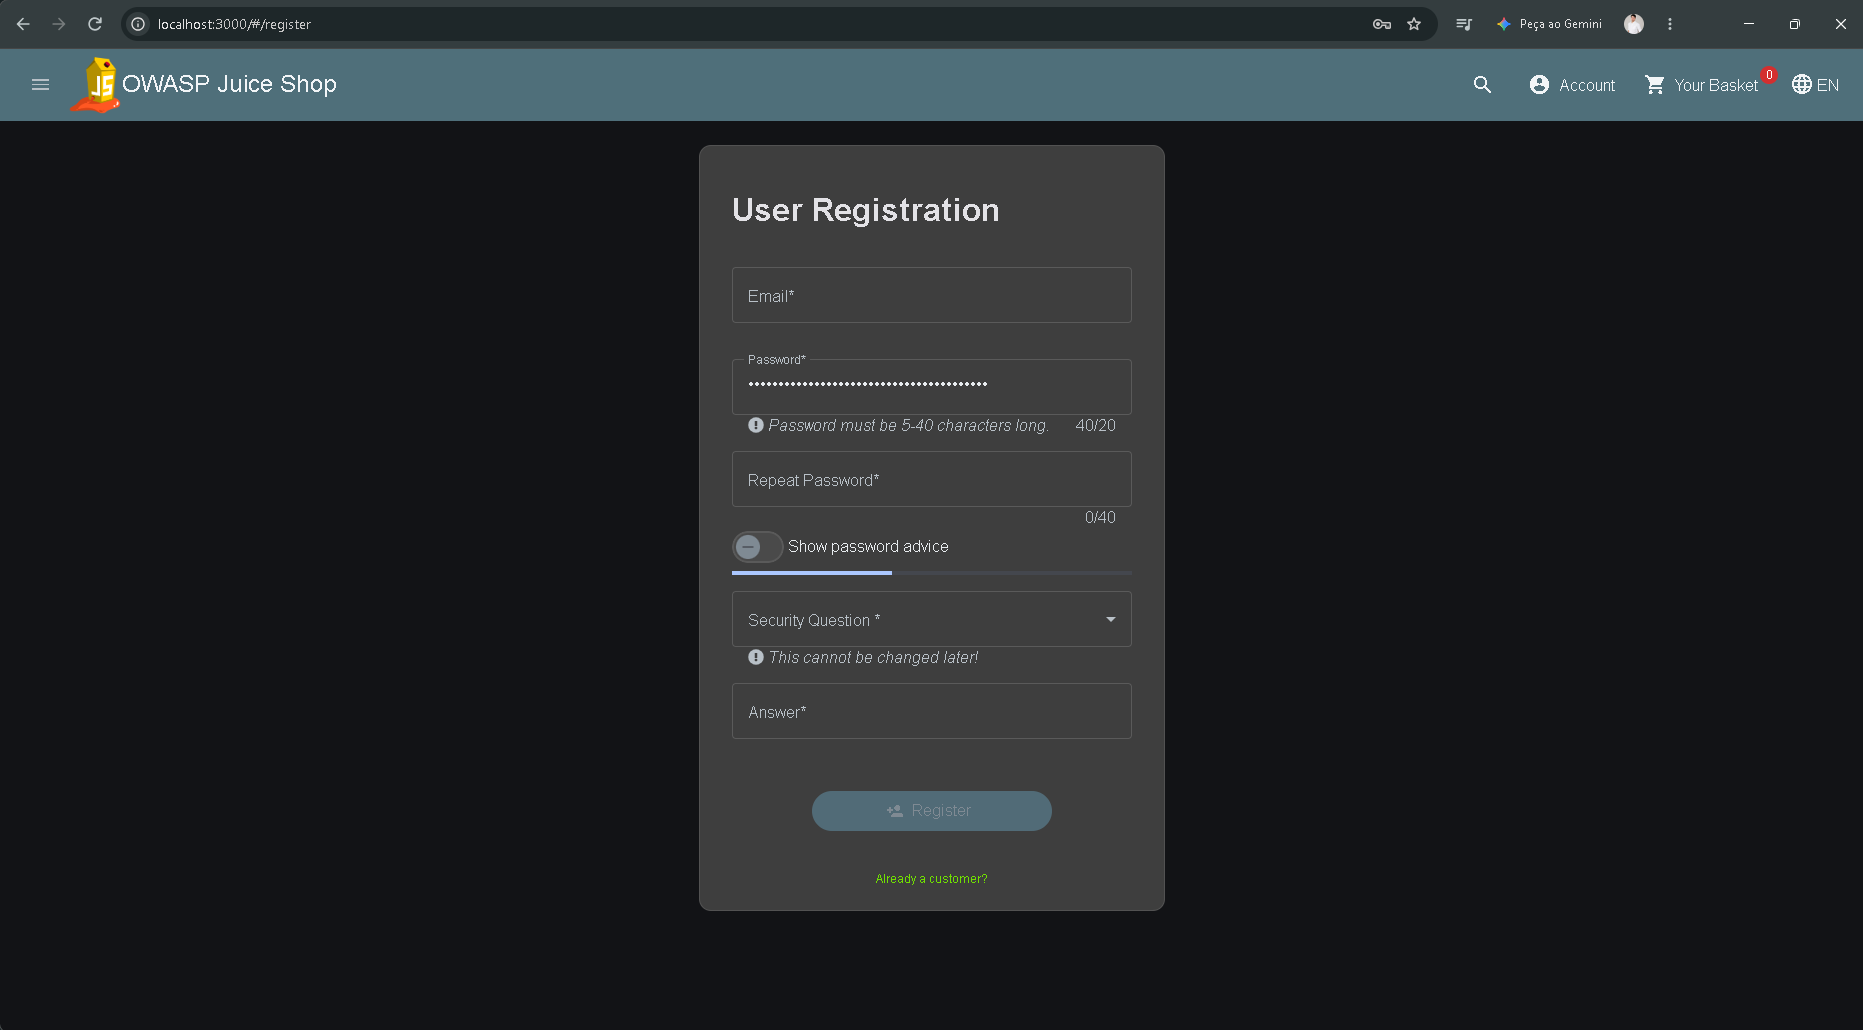 localhost:3000/#/register
Peça ao Gemini
JS
OWASP Juice Shop
Account
Your Basket
0
EN
User Registration
Email*
Password*
••••••••••••••••••••••••••••••••••••••••
Password must be 5-40 characters long.
40/20
Repeat Password*
0/40
Show password advice
Security Question *
This cannot be changed later!
Answer*
Register
Already a customer?